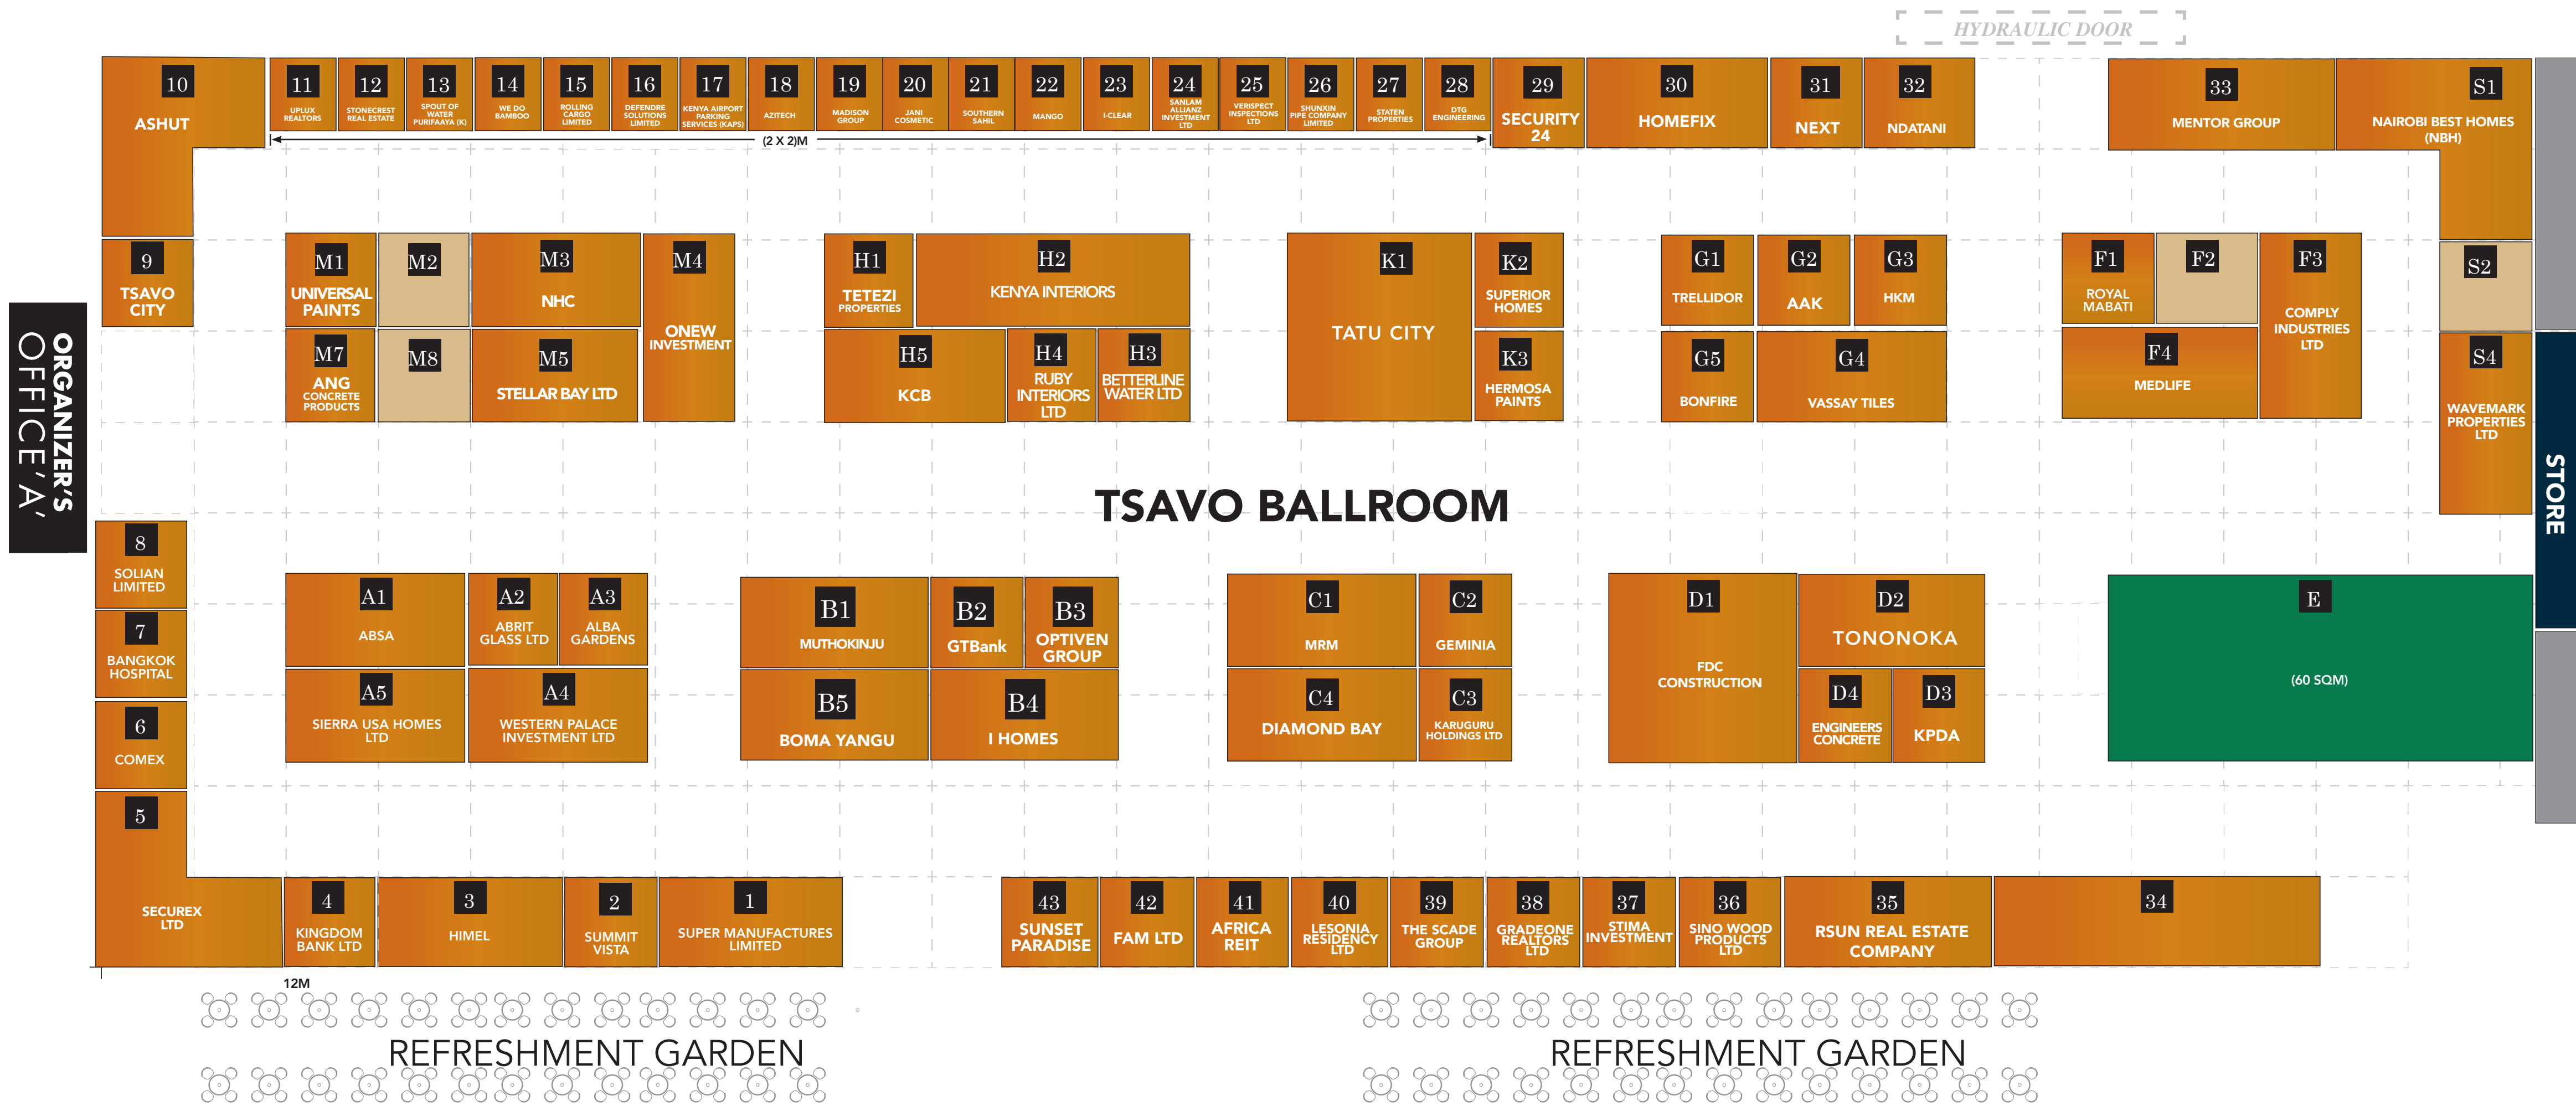 HYDRAULIC DOOR
10
ASHUT
11
UPLUX
REALTORS
12
STONECREST
REAL ESTATE
13
SPOUT OF
WATER
PURIFAAYA (K)
14
WE DO
BAMBOO
15
ROLLING
CARGO
LIMITED
16
DEFENDRE
SOLUTIONS
LIMITED
17
KENYA AIRPORT
PARKING
SERVICES (KAPS)
18
AZITECH
19
MADISON
GROUP
20
JANI
COSMETIC
21
SOUTHERN
SAHIL
22
MANGO
23
I-CLEAR
24
SANLAM
ALLIANZ
INVESTMENT
LTD
25
VERISPECT
INSPECTIONS
LTD
26
SHUNXIN
PIPE COMPANY
LIMITED
27
STATEN
PROPERTIES
28
DTG
ENGINEERING
29
SECURITY
24
30
HOMEFIX
31
NEXT
32
NDATANI
33
MENTOR GROUP
S1
NAIROBI BEST HOMES
(NBH)
(2 X 2)M
9
TSAVO
CITY
M1
UNIVERSAL
PAINTS
M2
M3
NHC
M4
ONEW
INVESTMENT
H1
TETEZI
PROPERTIES
H2
KENYA INTERIORS
K1
TATU CITY
K2
SUPERIOR
HOMES
G1
TRELLIDOR
G2
AAK
G3
HKM
F1
ROYAL
MABATI
F2
F3
COMPLY
INDUSTRIES
LTD
S2
ORGANIZER'S
OFFICE'A'
M7
ANG
CONCRETE
PRODUCTS
M8
M5
STELLAR BAY LTD
H5
KCB
H4
RUBY
INTERIORS
LTD
H3
BETTERLINE
WATER LTD
K3
HERMOSA
PAINTS
G5
BONFIRE
G4
VASSAY TILES
F4
MEDLIFE
S4
WAVEMARK
PROPERTIES
LTD
STORE
TSAVO BALLROOM
8
SOLIAN
LIMITED
7
BANGKOK
HOSPITAL
6
COMEX
5
SECUREX
LTD
A1
ABSA
A2
ABRIT
GLASS LTD
A3
ALBA
GARDENS
B1
MUTHOKINJU
B2
GTBank
B3
OPTIVEN
GROUP
C1
MRM
C2
GEMINIA
D1
FDC
CONSTRUCTION
D2
TONONOKA
E
(60 SQM)
A5
SIERRA USA HOMES
LTD
A4
WESTERN PALACE
INVESTMENT LTD
B5
BOMA YANGU
B4
I HOMES
C4
DIAMOND BAY
C3
KARUGURU
HOLDINGS LTD
D4
ENGINEERS
CONCRETE
D3
KPDA
4
KINGDOM
BANK LTD
3
HIMEL
2
SUMMIT
VISTA
1
SUPER MANUFACTURES
LIMITED
43
SUNSET
PARADISE
42
FAM LTD
41
AFRICA
REIT
40
LESONIA
RESIDENCY
LTD
39
THE SCADE
GROUP
38
GRADEONE
REALTORS
LTD
37
STIMA
INVESTMENT
36
SINO WOOD
PRODUCTS
LTD
35
RSUN REAL ESTATE
COMPANY
34
12M
REFRESHMENT GARDEN
REFRESHMENT GARDEN